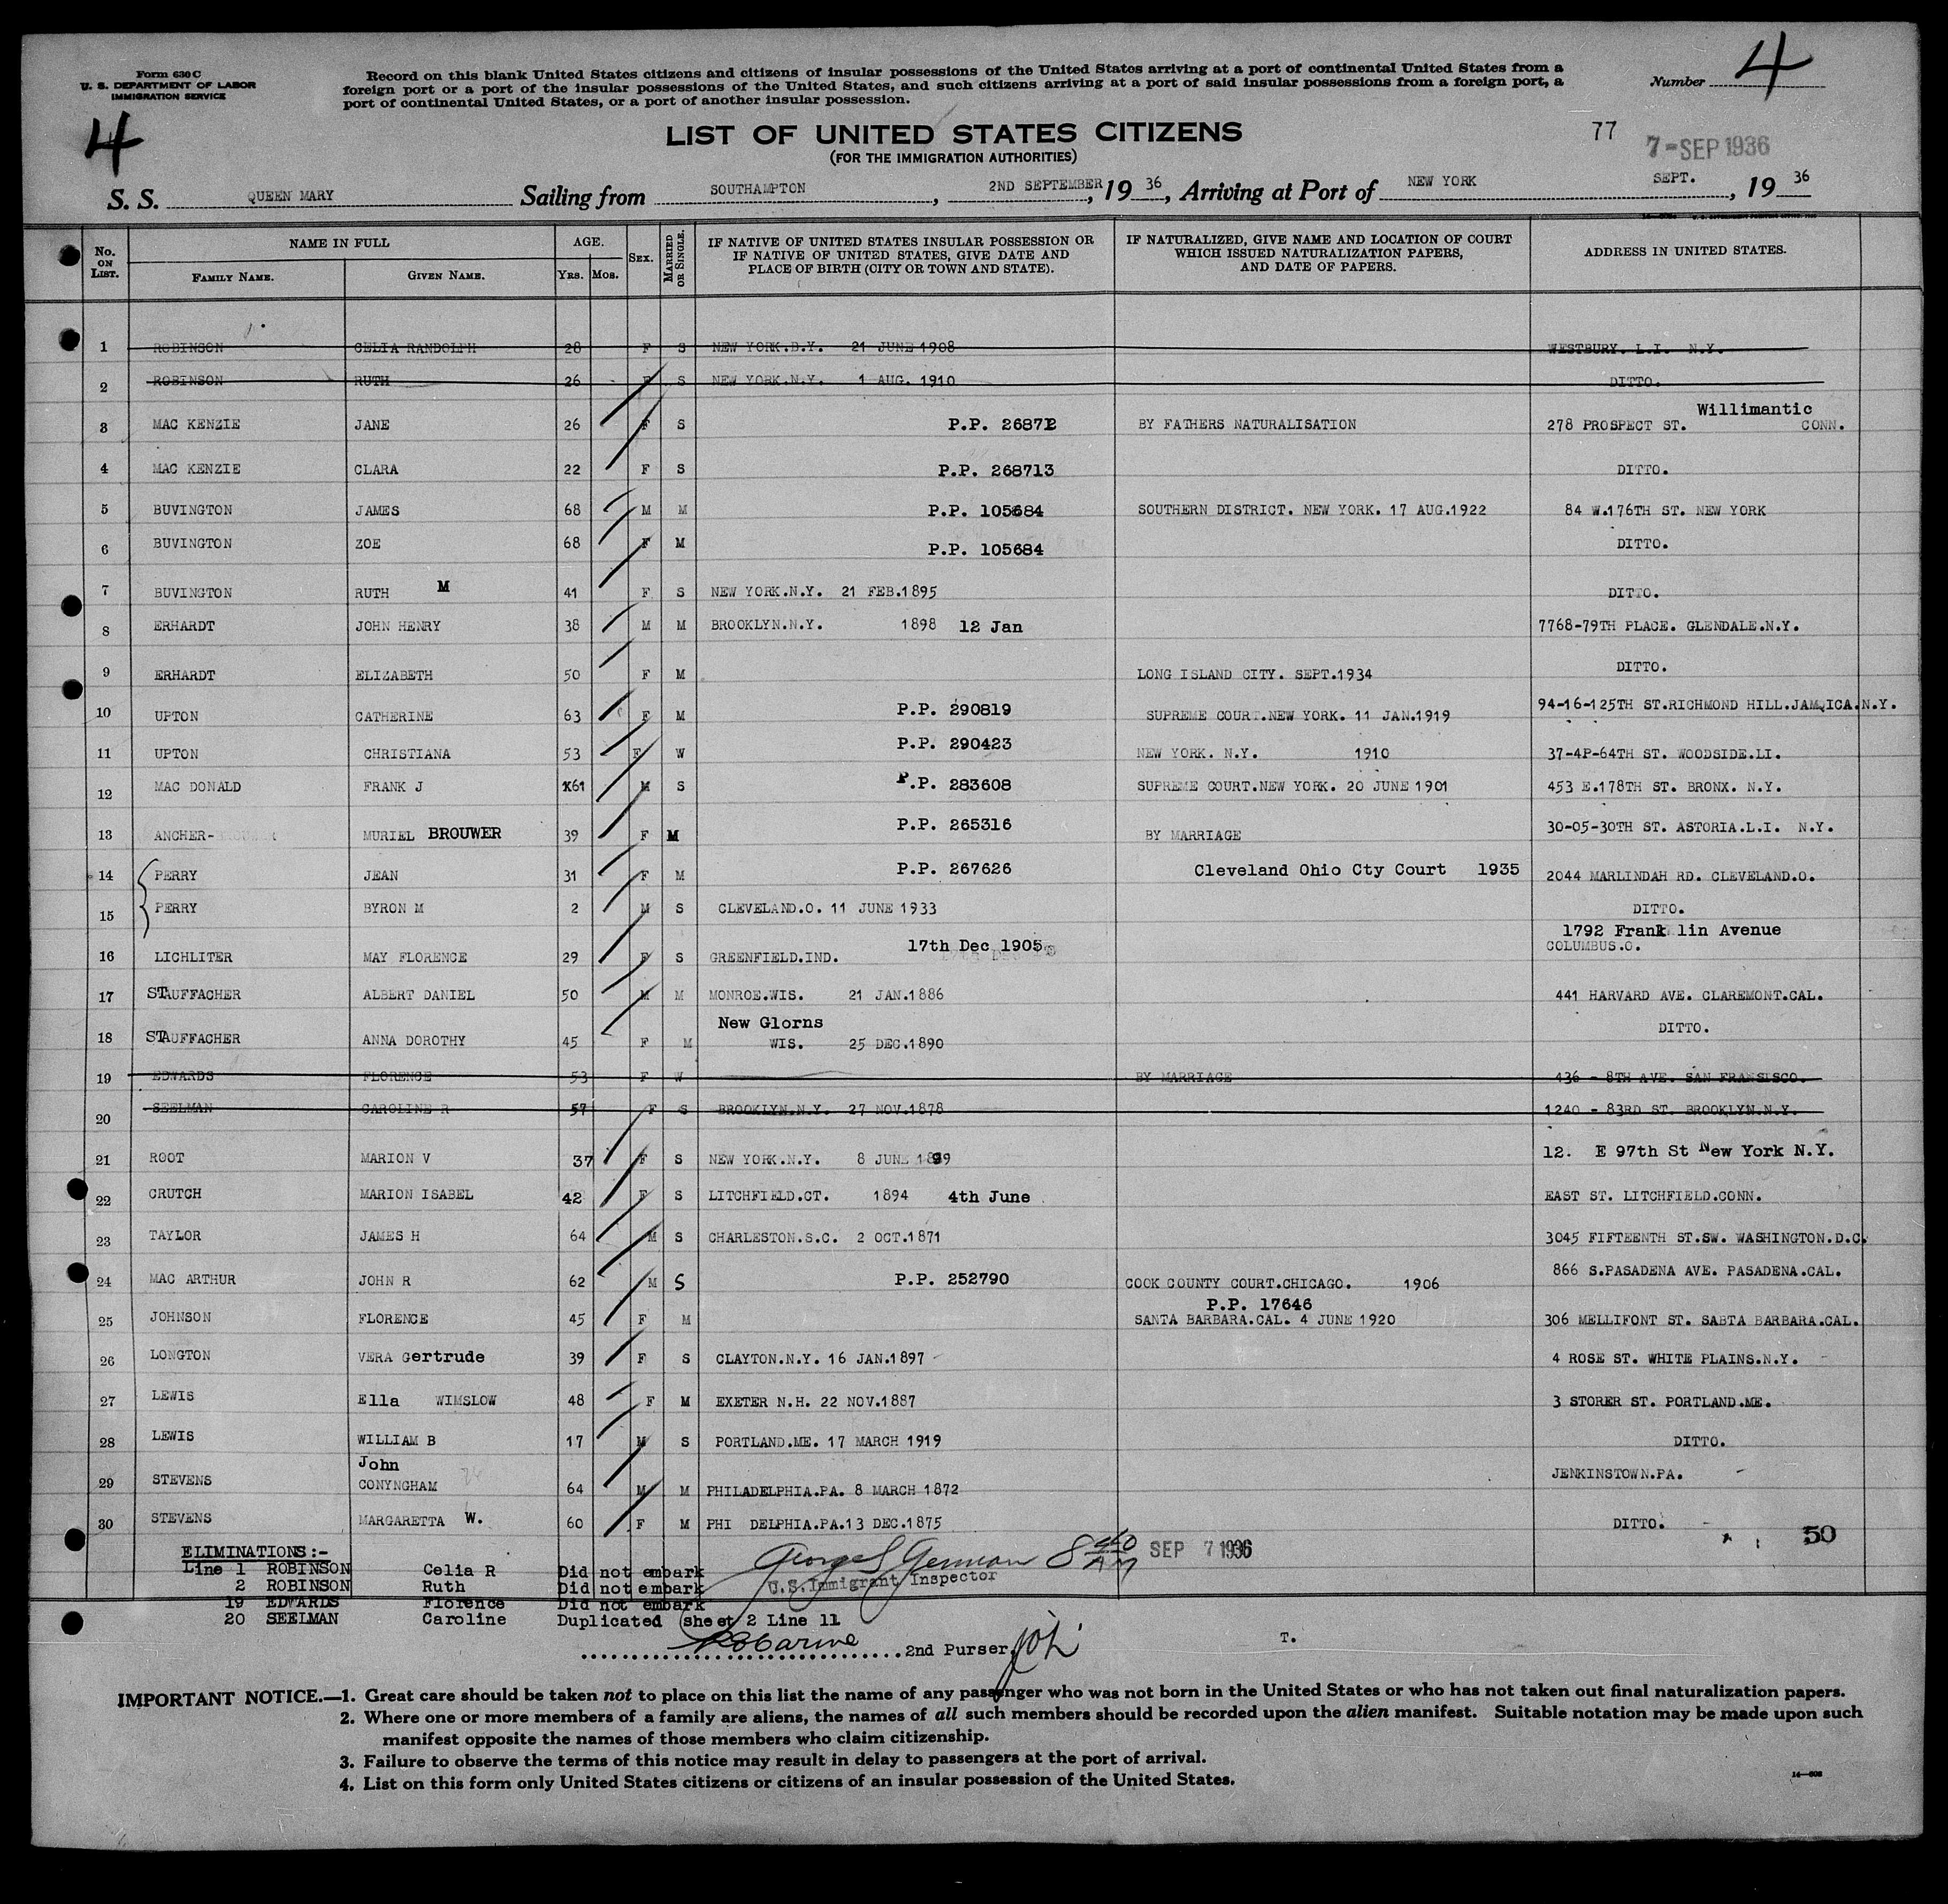 Form 630 C
U. S. DEPARTMENT OF LABOR
IMMIGRATION SERVICE
Record on this blank United States citizens and citizens of insular possessions of the United States arriving at a port of continental United States from a
foreign port or a port of the insular possessions of the United States, and such citizens arriving at a port of said insular possessions from a foreign port, a
port of continental United States, or a port of another insular possession.
Number 4
4
LIST OF UNITED STATES CITIZENS
(FOR THE IMMIGRATION AUTHORITIES)
77
7-SEP 1936
S. S. QUEEN MARY Sailing from SOUTHAMPTON, 2ND SEPTEMBER, 19 36, Arriving at Port of NEW YORK SEPT., 19 36
No. ON LIST. NAME IN FULL FAMILY NAME. GIVEN NAME. AGE. YRS. MOS. SEX. MARRIED OR SINGLE. IF NATIVE OF UNITED STATES INSULAR POSSESSION OR IF NATIVE OF UNITED STATES, GIVE DATE AND PLACE OF BIRTH (CITY OR TOWN AND STATE). IF NATURALIZED, GIVE NAME AND LOCATION OF COURT WHICH ISSUED NATURALIZATION PAPERS, AND DATE OF PAPERS. ADDRESS IN UNITED STATES.
1 ROBINSON CELIA RANDOLPH 28 F S NEW YORK.B.Y. 21 JUNE 1908 WESTBURY. L.I. N.Y.
2 ROBINSON RUTH 26 F S NEW YORK.N.Y. 1 AUG. 1910 DITTO.
3 MAC KENZIE JANE 26 F S P.P. 26871 BY FATHERS NATURALISATION 278 PROSPECT ST. Willimantic CONN.
4 MAC KENZIE CLARA 22 F S P.P. 268713 DITTO.
5 BUVINGTON JAMES 68 M M P.P. 105684 SOUTHERN DISTRICT. NEW YORK. 17 AUG.1922 84 W.176TH ST. NEW YORK
6 BUVINGTON ZOE 68 F M P.P. 105684 DITTO.
7 BUVINGTON RUTH M 41 F S NEW YORK.N.Y. 21 FEB.1895 DITTO.
8 ERHARDT JOHN HENRY 38 M M BROOKLYN.N.Y. 1898 12 Jan 7768-79TH PLACE. GLENDALE.N.Y.
9 ERHARDT ELIZABETH 50 F M LONG ISLAND CITY. SEPT.1934 DITTO.
10 UPTON CATHERINE 63 F M P.P. 290819 SUPREME COURT.NEW YORK. 11 JAN.1919 94-16-125TH ST.RICHMOND HILL.JAMAICA.N.Y.
11 UPTON CHRISTIANA 53 F W P.P. 290423 NEW YORK. N.Y. 1910 37-4P-64TH ST. WOODSIDE.LI.
12 MAC DONALD FRANK J X61 M S P.P. 283608 SUPREME COURT.NEW YORK. 20 JUNE 1901 453 E.178TH ST. BRONX. N.Y.
13 ANCHER- MURIEL BROUWER 39 F M P.P. 265316 BY MARRIAGE 30-05-30TH ST. ASTORIA.L.I. N.Y.
14 PERRY JEAN 31 F M P.P. 267626 Cleveland Ohio Cty Court 1935 2044 MARLINDAH RD. CLEVELAND.O.
15 PERRY BYRON M 2 M S CLEVELAND.O. 11 JUNE 1933 DITTO.
16 LICHLITER MAY FLORENCE 29 F S GREENFIELD.IND. 17th Dec 1905 1792 Frank lin Avenue COLUMBUS.O.
17 STAUFFACHER ALBERT DANIEL 50 M M MONROE.WIS. 21 JAN.1886 441 HARVARD AVE. CLAREMONT.CAL.
18 STAUFFACHER ANNA DOROTHY 45 F M New Glorns WIS. 25 DEC.1890 DITTO.
19 EDWARDS FLORENCE 53 F W BY MARRIAGE 436 - 8TH AVE. SAN FRANSISCO.
20 SEELMAN CAROLINE R 57 F S BROOKLYN.N.Y. 27 NOV.1878 1240 - 83RD ST. BROOKLYN.N.Y.
21 ROOT MARION V 37 F S NEW YORK.N.Y. 8 JUNE 1899 12. E 97th St New York N.Y.
22 CRUTCH MARION ISABEL 42 F S LITCHFIELD.CT. 1894 4th June EAST ST. LITCHFIELD.CONN.
23 TAYLOR JAMES H 64 M S CHARLESTON.S.C. 2 OCT.1871 3045 FIFTEENTH ST.SW. WASHINGTON.D.C.
24 MAC ARTHUR JOHN R 62 M S P.P. 252790 COOK COUNTY COURT.CHICAGO. 1906 866 S.PASADENA AVE. PASADENA.CAL.
25 JOHNSON FLORENCE 45 F M P.P. 17646 SANTA BARBARA.CAL. 4 JUNE 1920 306 MELLIFONT ST. SABTA BARBARA.CAL.
26 LONGTON VERA Gertrude 39 F S CLAYTON.N.Y. 16 JAN.1897 4 ROSE ST. WHITE PLAINS.N.Y.
27 LEWIS Ella WIMSLOW 48 F M EXETER N.H. 22 NOV.1887 3 STORER ST. PORTLAND.ME.
28 LEWIS WILLIAM B 17 M S PORTLAND.ME. 17 MARCH 1919 DITTO.
29 STEVENS John CONYNGHAM 64 M M PHILADELPHIA.PA. 8 MARCH 1872 JENKINSTOWN.PA.
30 STEVENS MARGARETTA W. 60 F M PHI DELPHIA.PA.13 DEC.1875 DITTO.
50
ELIMINATIONS:-
Line 1 ROBINSON Celia R Did not embark
2 ROBINSON Ruth Did not embark
19 EDWARDS Florence Did not embark
20 SEELMAN Caroline Duplicated sheet 2 Line 11
8 40 AM SEP 7 1936
U.S. Immigrant Inspector
2nd Purser.
T.
IMPORTANT NOTICE.—1. Great care should be taken not to place on this list the name of any passenger who was not born in the United States or who has not taken out final naturalization papers.
2. Where one or more members of a family are aliens, the names of all such members should be recorded upon the alien manifest. Suitable notation may be made upon such
manifest opposite the names of those members who claim citizenship.
3. Failure to observe the terms of this notice may result in delay to passengers at the port of arrival.
4. List on this form only United States citizens or citizens of an insular possession of the United States.